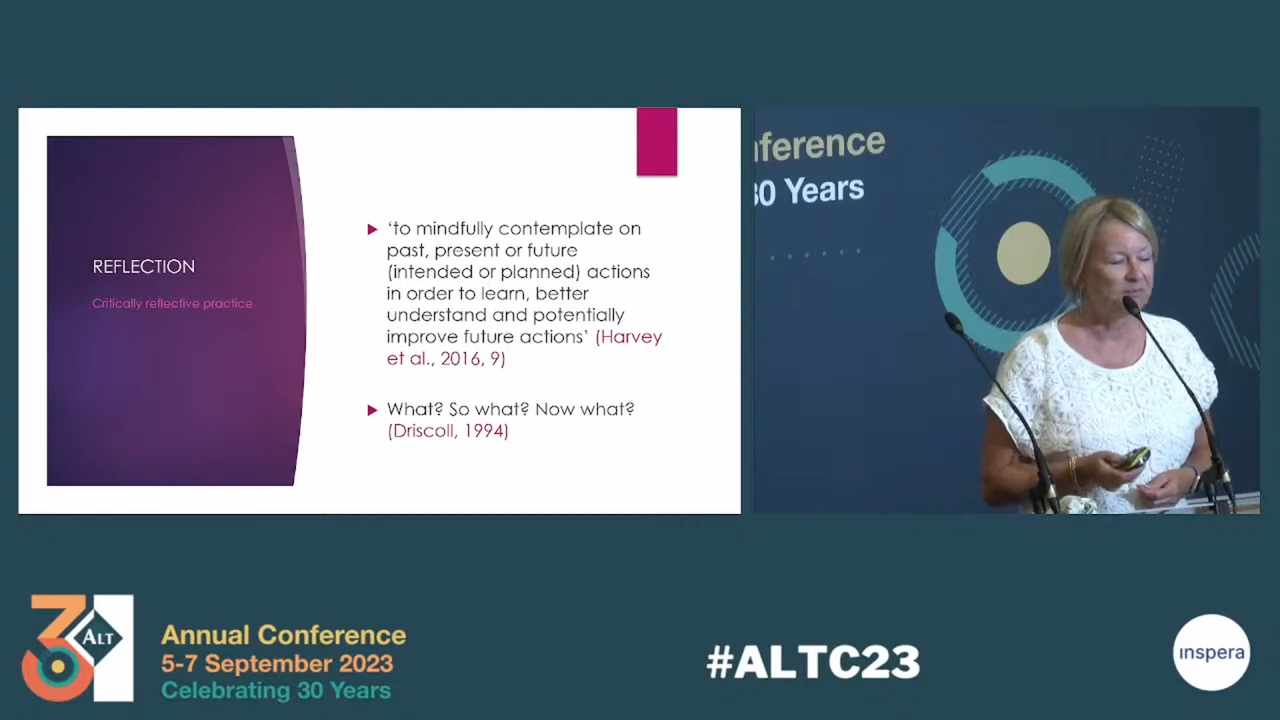 REFLECTION
Critically reflective practice
‘to mindfully contemplate on
past, present or future
(intended or planned) actions
in order to learn, better
understand and potentially
improve future actions’ (Harvey
et al., 2016, 9)
What? So what? Now what?
(Driscoll, 1994)
nference
30 Years
ALT
Annual Conference
5-7 September 2023
Celebrating 30 Years
#ALTC23
inspera